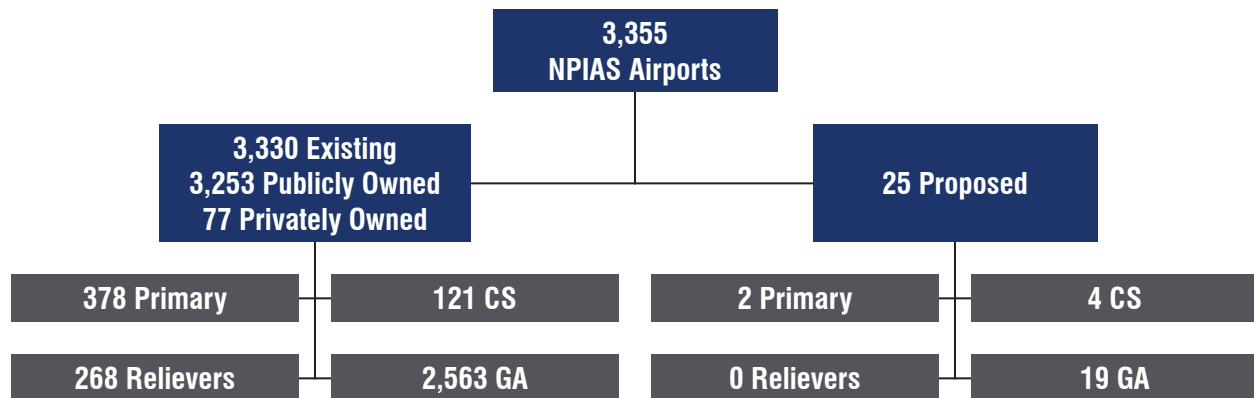 3,355
NPIAS Airports
3,330 Existing
3,253 Publicly Owned
77 Privately Owned
25 Proposed
378 Primary
121 CS
2 Primary
4 CS
268 Relievers
2,563 GA
0 Relievers
19 GA